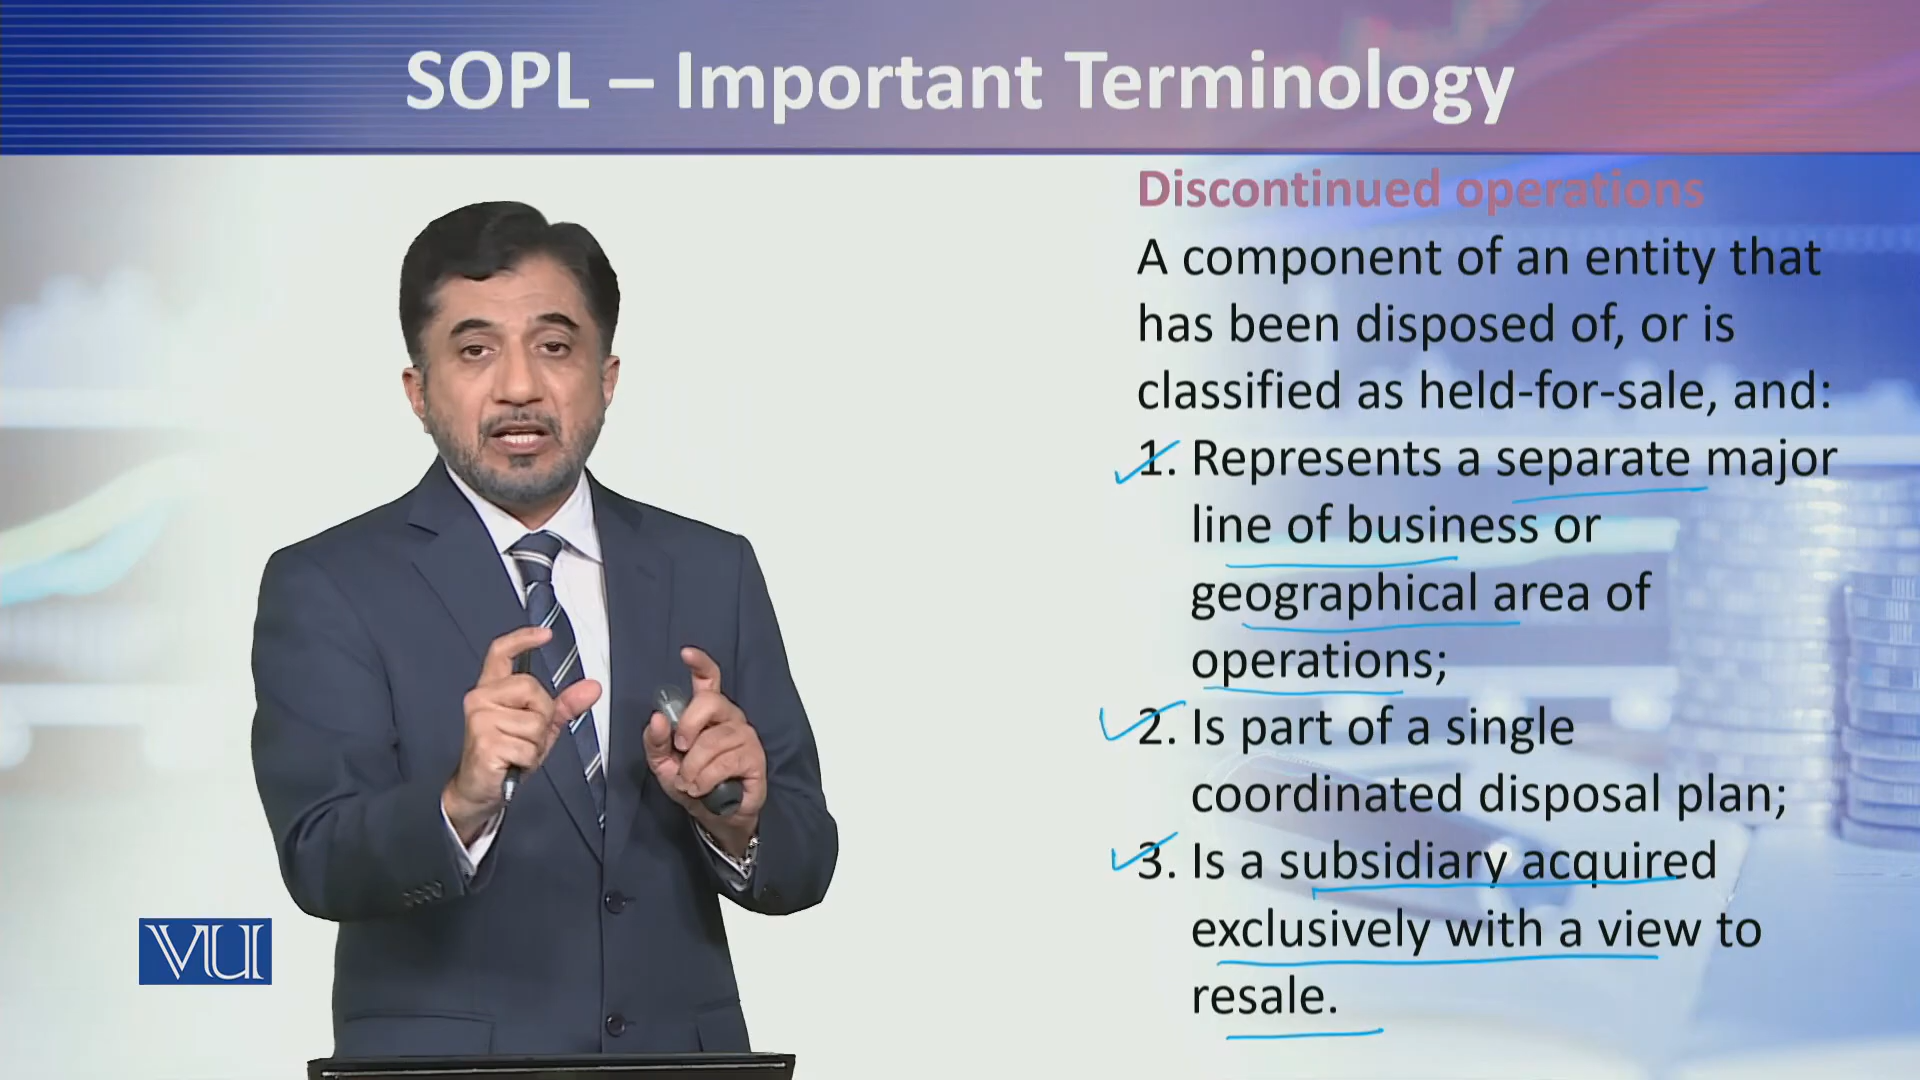 SOPL – Important Terminology
Discontinued operations
A component of an entity that
has been disposed of, or is
classified as held-for-sale, and:
1. Represents a separate major
line of business or
geographical area of
operations;
2. Is part of a single
coordinated disposal plan;
3. Is a subsidiary acquired
exclusively with a view to
resale.
VU